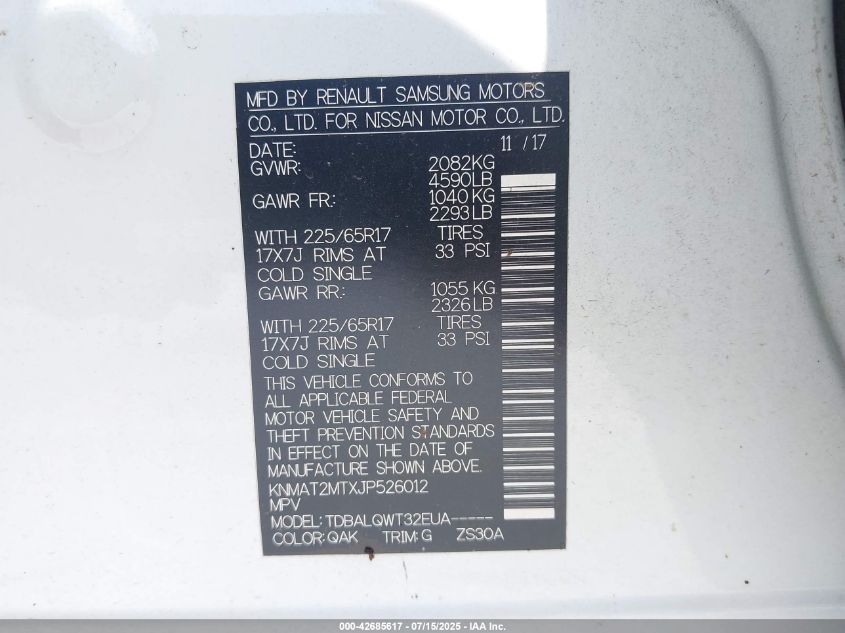 MFD BY RENAULT SAMSUNG MOTORS
CO., LTD. FOR NISSAN MOTOR CO., LTD.
DATE: 11 / 17
GVWR: 2082KG
4590LB
GAWR FR: 1040 KG
2293 LB
WITH 225/65R17 TIRES
17X7J RIMS AT 33 PSI
COLD SINGLE
GAWR RR: 1055 KG
2326 LB
WITH 225/65R17 TIRES
17X7J RIMS AT 33 PSI
COLD SINGLE
THIS VEHICLE CONFORMS TO
ALL APPLICABLE FEDERAL
MOTOR VEHICLE SAFETY AND
THEFT PREVENTION STANDARDS
IN EFFECT ON THE DATE OF
MANUFACTURE SHOWN ABOVE.
KNMAT2MTXJP526012
MPV
MODEL: TDBALQWT32EUA-----
COLOR: QAK TRIM: G ZS30A
000-42685617 - 07/15/2025 - IAA Inc.